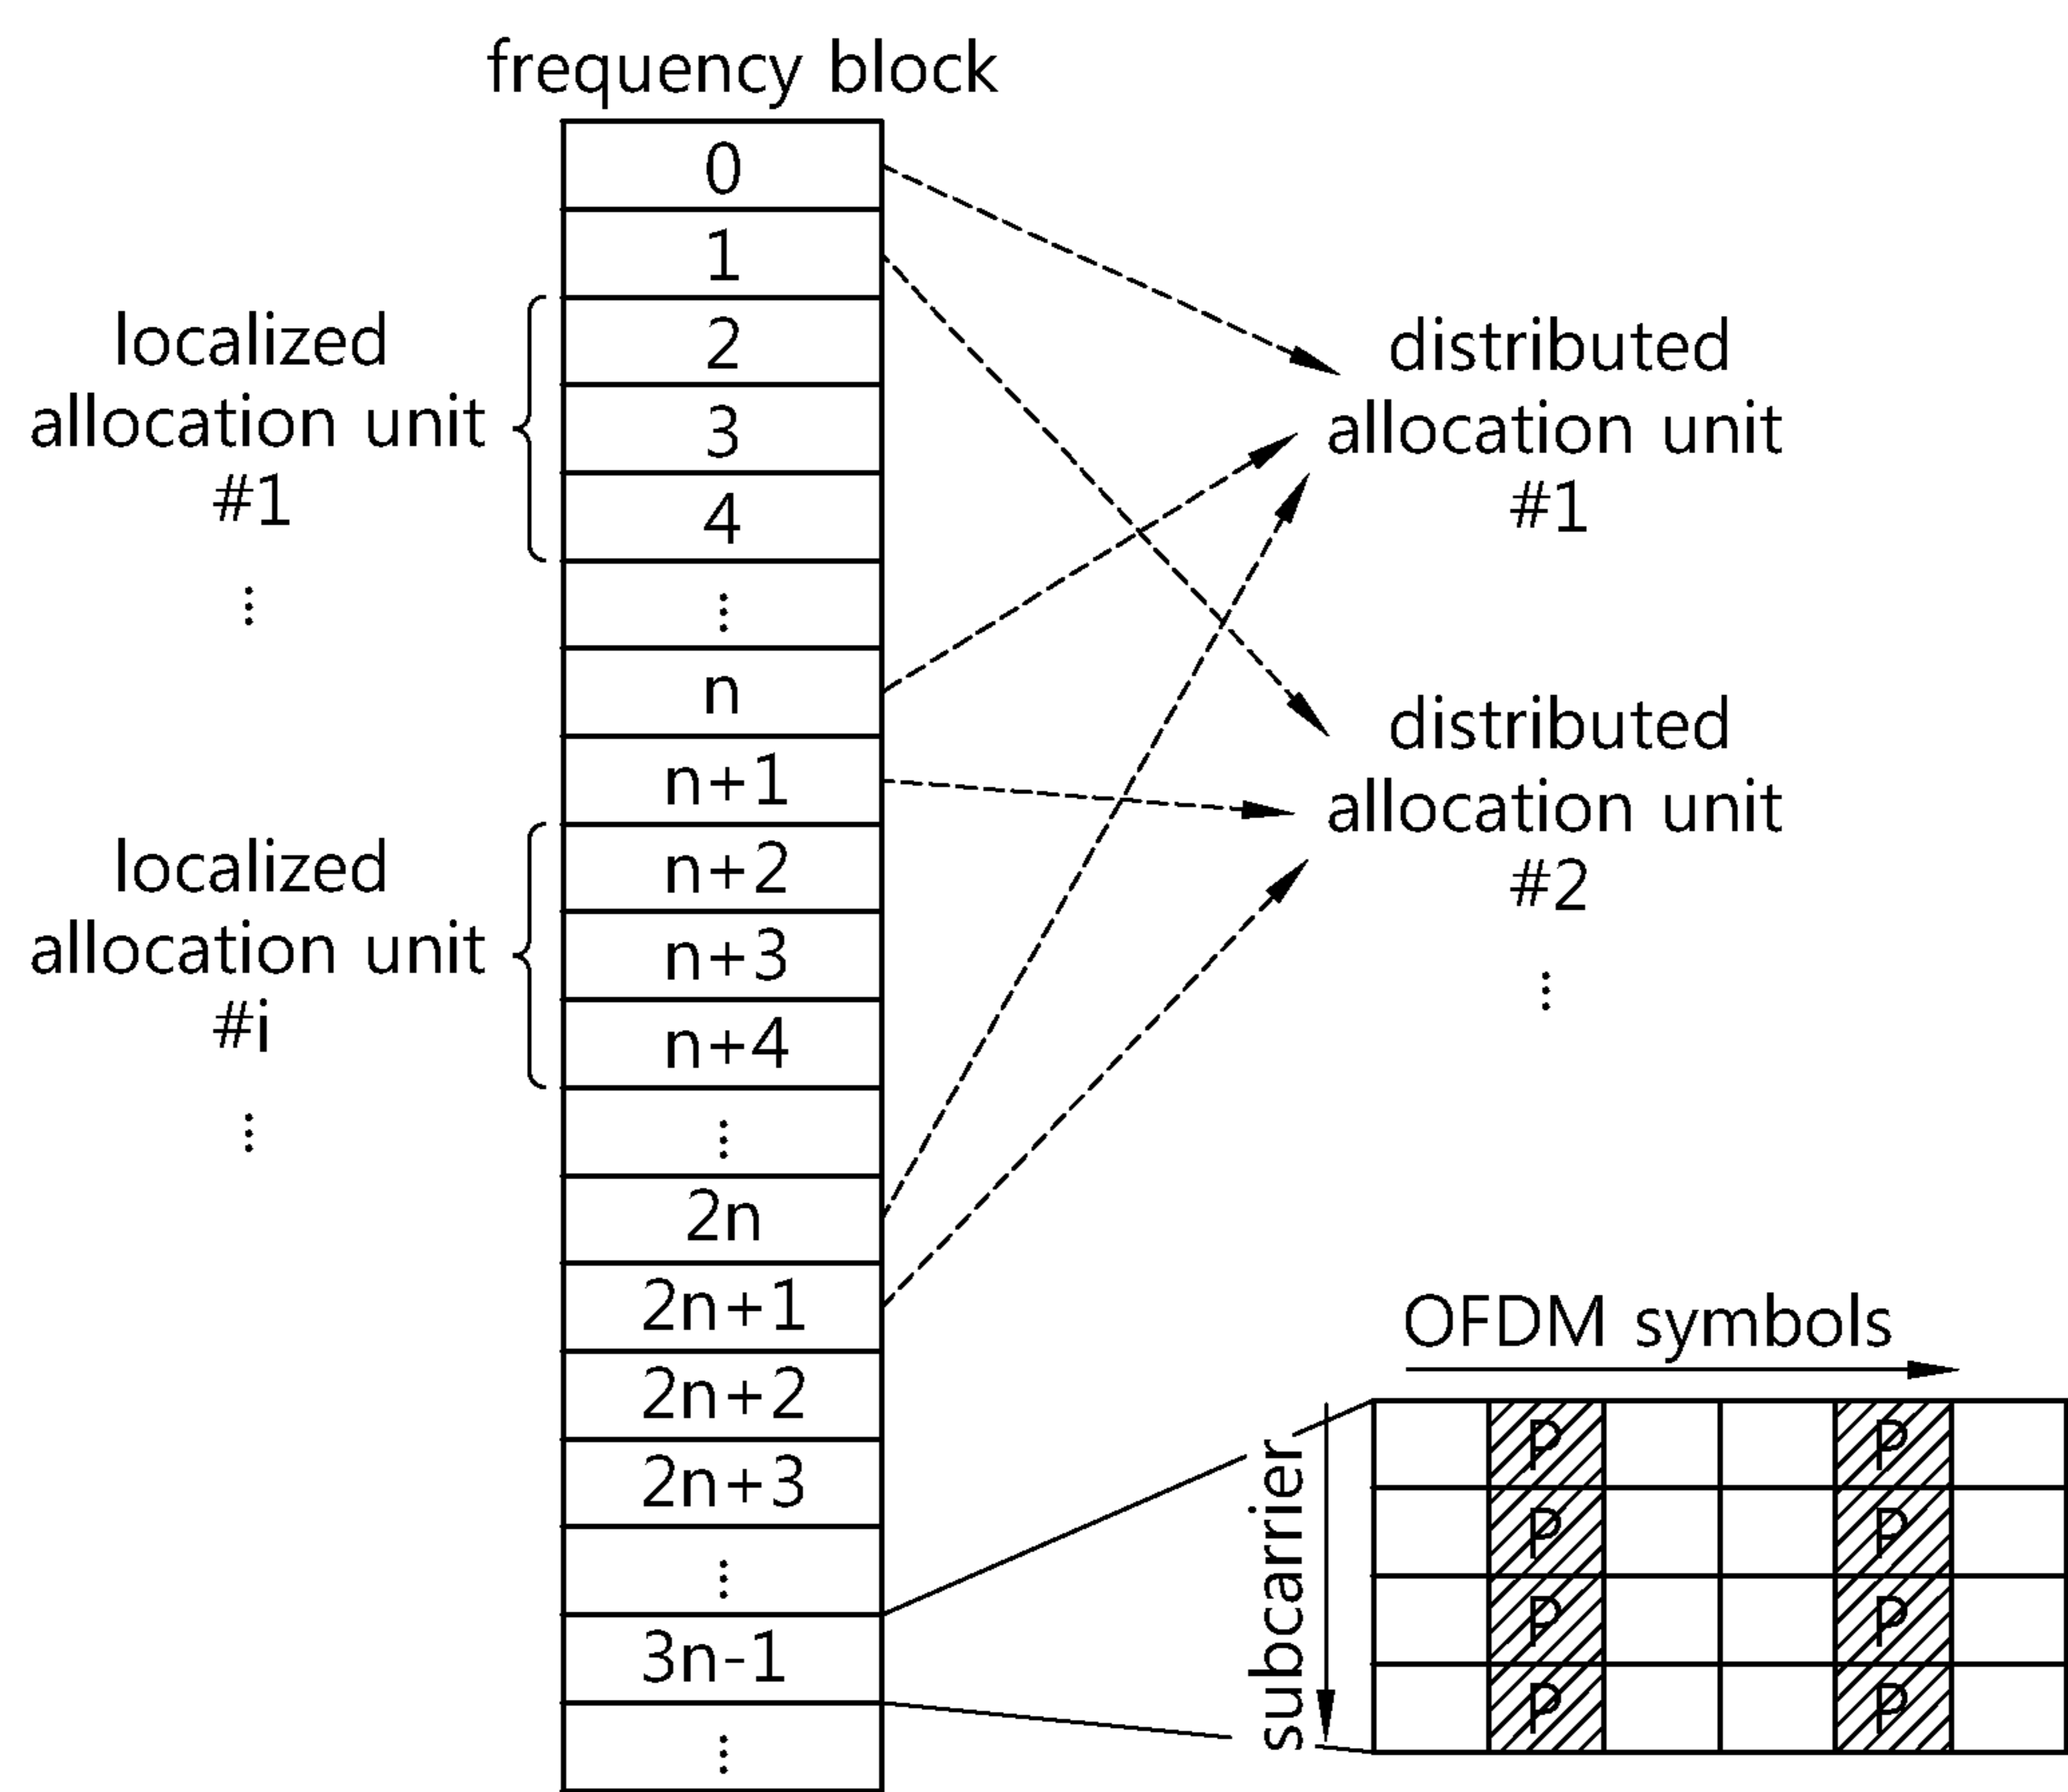 frequency block
0
1
2
3
4
⋮
n
n+1
n+2
n+3
n+4
⋮
2n
2n+1
2n+2
2n+3
⋮
3n-1
⋮
localized
allocation unit
#1
⋮
localized
allocation unit
#i
⋮
distributed
allocation unit
#1
distributed
allocation unit
#2
⋮
OFDM symbols
subcarrier
P P
P P
P P
P P